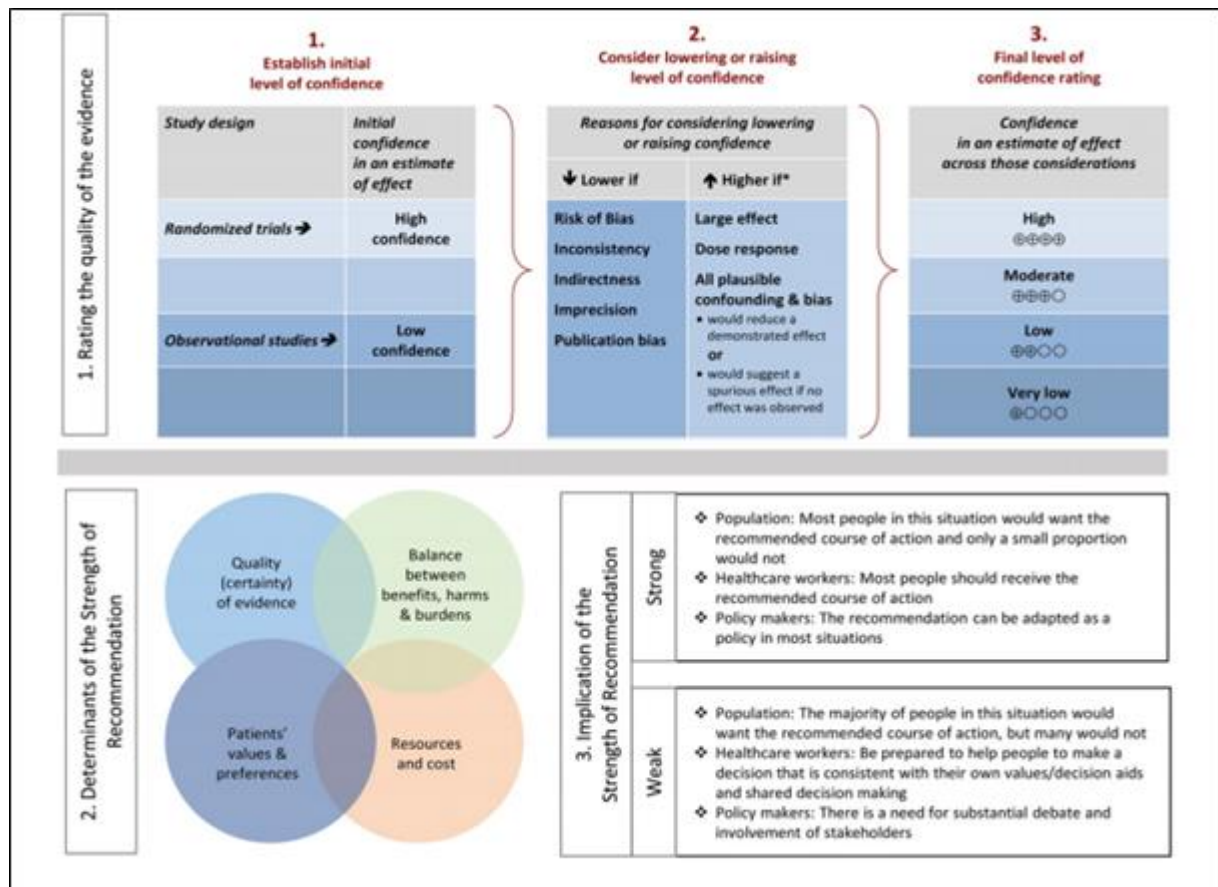 1. Rating the quality of the evidence
1.
Establish initial
level of confidence
Study design
Initial
confidence
in an estimate
of effect
Randomized trials ➔
High
confidence
Observational studies ➔
Low
confidence
2.
Consider lowering or raising
level of confidence
Reasons for considering lowering
or raising confidence
🡇 Lower if
🡅 Higher if*
Risk of Bias
Inconsistency
Indirectness
Imprecision
Publication bias
Large effect
Dose response
All plausible
confounding & bias
• would reduce a
demonstrated effect
or
• would suggest a
spurious effect if no
effect was observed
3.
Final level of
confidence rating
Confidence
in an estimate of effect
across those considerations
High
⊕⊕⊕⊕
Moderate
⊕⊕⊕○
Low
⊕⊕○○
Very low
⊕○○○
2. Determinants of the Strength of
Recommendation
Quality
(certainty)
of evidence
Balance
between
benefits, harms
& burdens
Patients'
values &
preferences
Resources
and cost
3. Implication of the
Strength of Recommendation
Strong
❖ Population: Most people in this situation would want the
recommended course of action and only a small proportion
would not
❖ Healthcare workers: Most people should receive the
recommended course of action
❖ Policy makers: The recommendation can be adapted as a
policy in most situations
Weak
❖ Population: The majority of people in this situation would
want the recommended course of action, but many would not
❖ Healthcare workers: Be prepared to help people to make a
decision that is consistent with their own values/decision aids
and shared decision making
❖ Policy makers: There is a need for substantial debate and
involvement of stakeholders